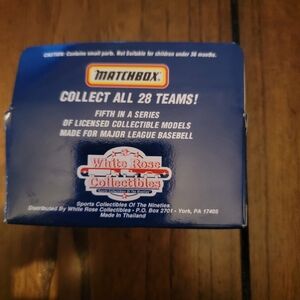 CAUTION: Contains small parts. Not Suitable for children under 36 months.
MATCHBOX
COLLECT ALL 28 TEAMS!
FIFTH IN A SERIES
OF LICENSED COLLECTIBLE MODELS
MADE FOR MAJOR LEAGUE BASEBELL
White Rose
Collectibles
Sports Collectibles Of The Nineties
Distributed By White Rose Collectibles - P.O. Box 2701 - York, PA 17405
Made in Thailand